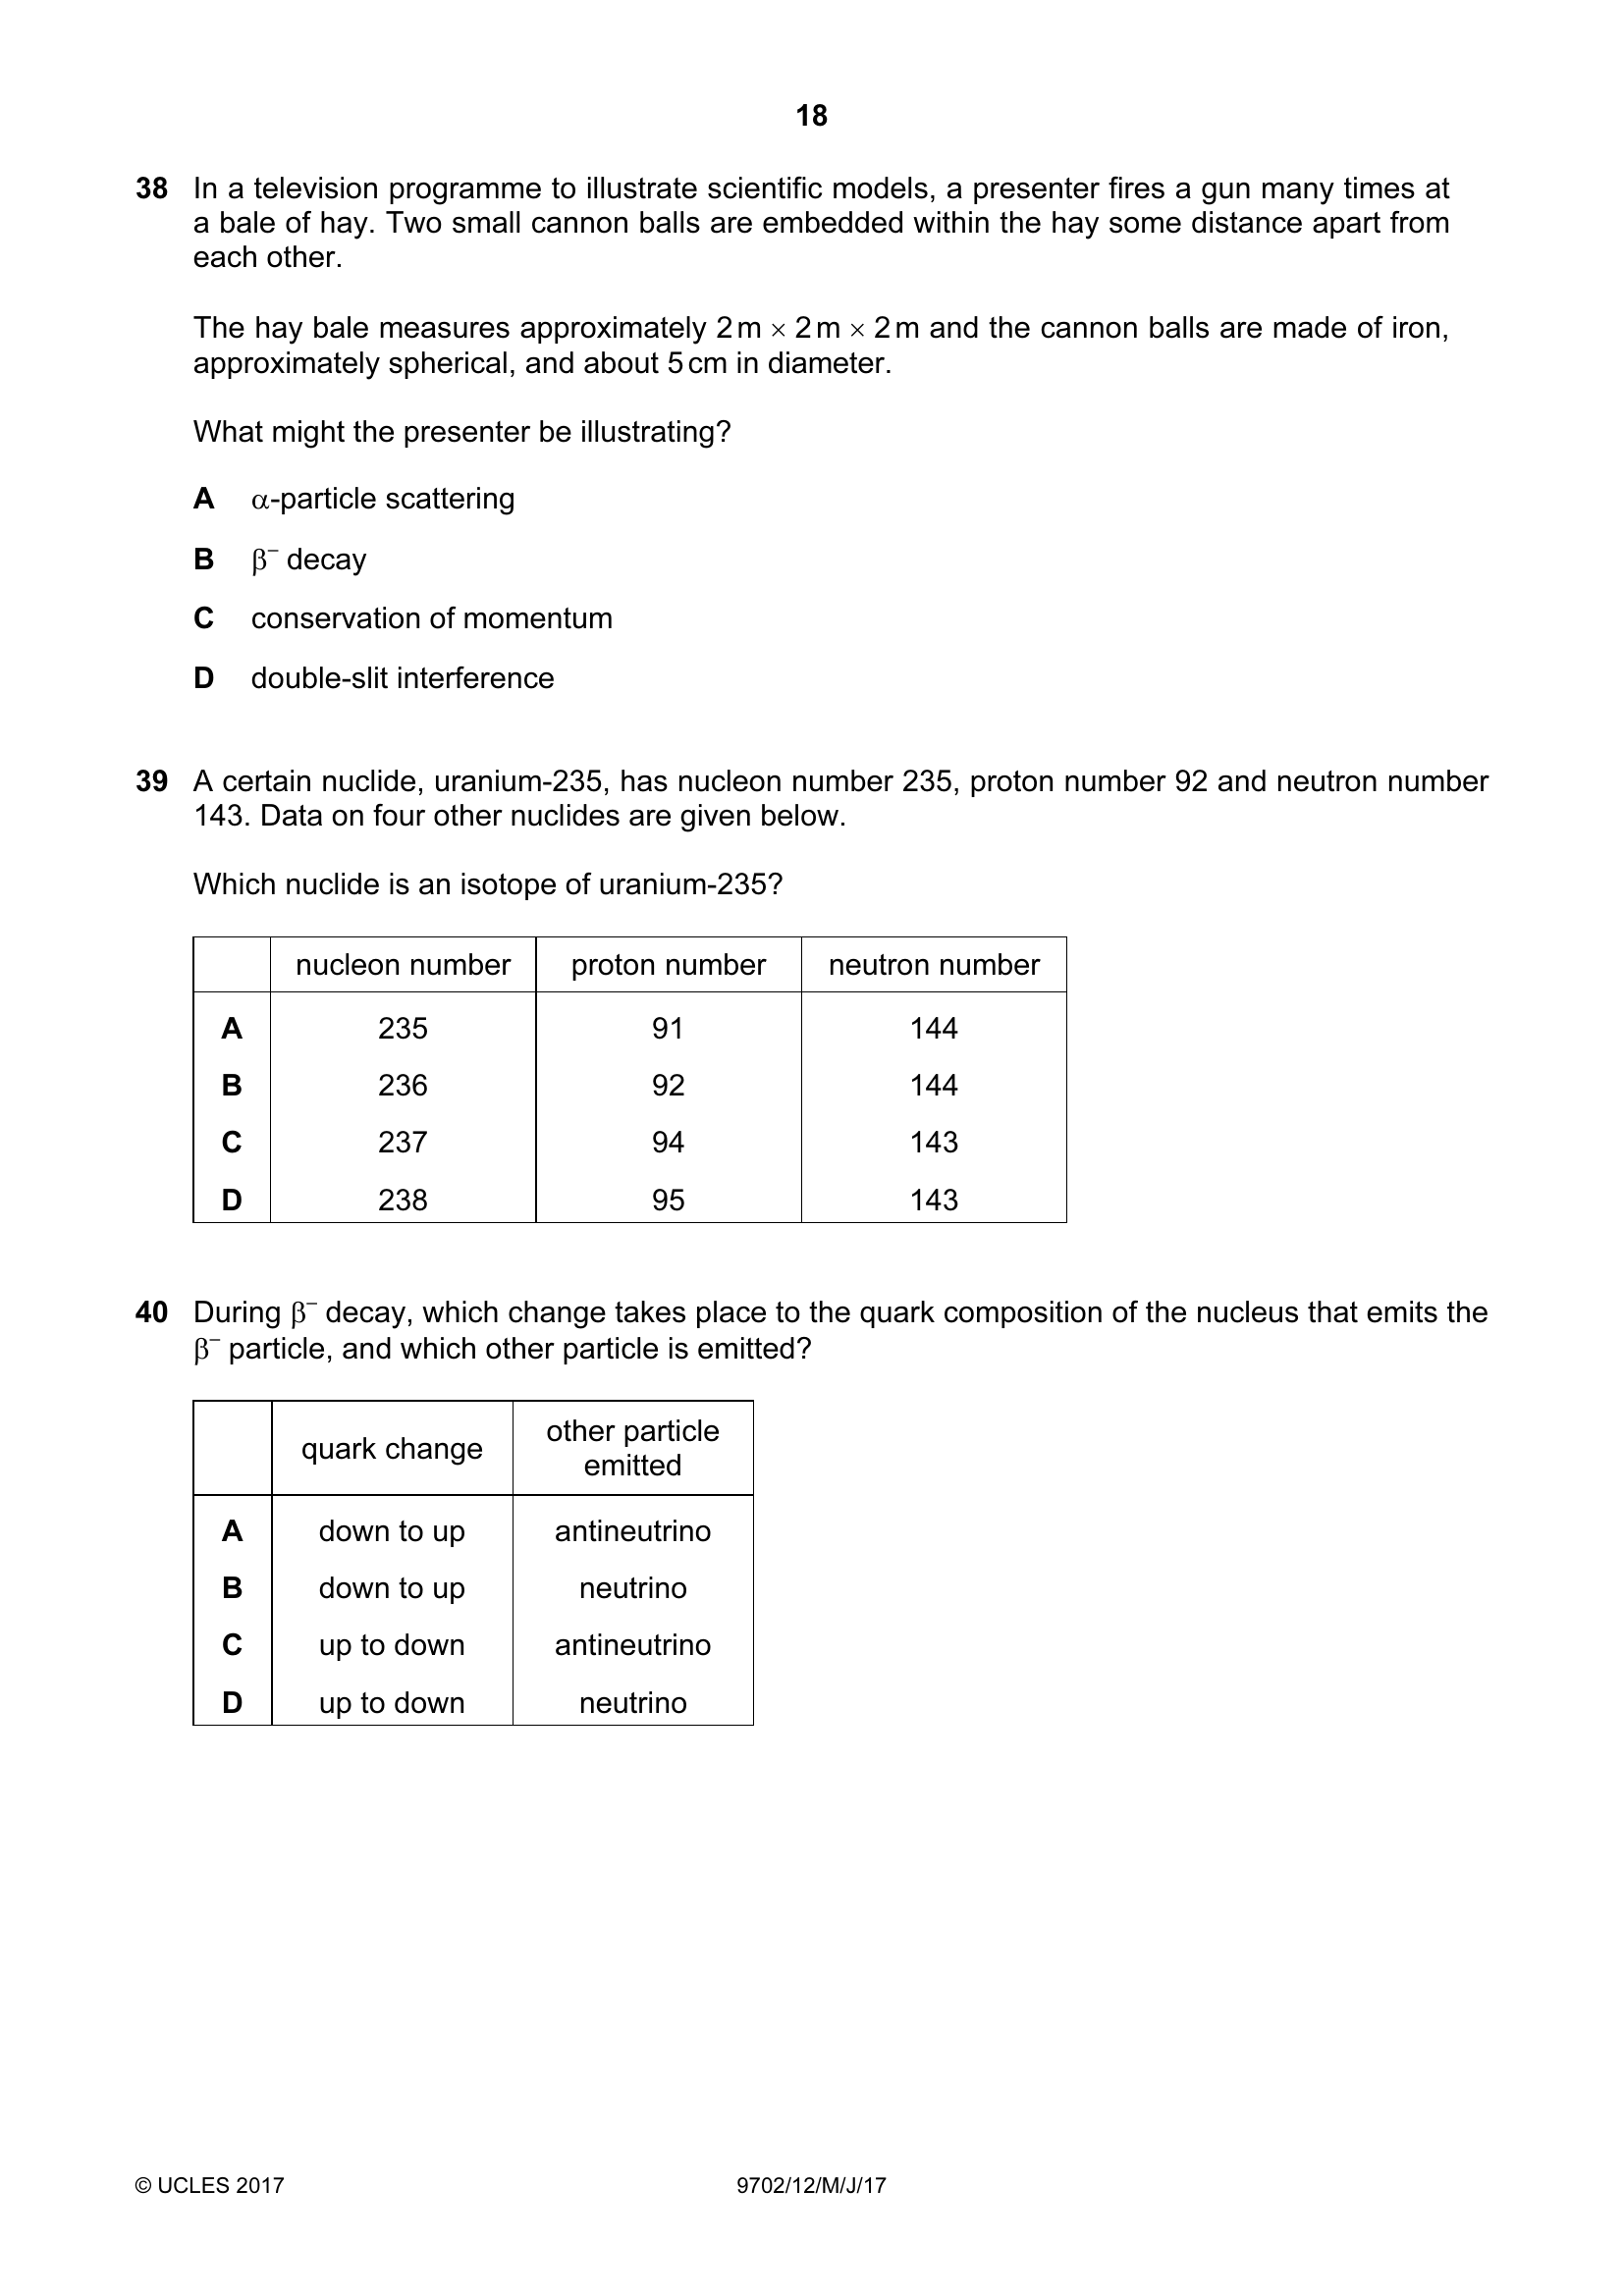 18
38 In a television programme to illustrate scientific models, a presenter fires a gun many times at
a bale of hay. Two small cannon balls are embedded within the hay some distance apart from
each other.
The hay bale measures approximately 2 m × 2 m × 2 m and the cannon balls are made of iron,
approximately spherical, and about 5 cm in diameter.
What might the presenter be illustrating?
A α-particle scattering
B β⁻ decay
C conservation of momentum
D double-slit interference
39 A certain nuclide, uranium-235, has nucleon number 235, proton number 92 and neutron number
143. Data on four other nuclides are given below.
Which nuclide is an isotope of uranium-235?
nucleon number proton number neutron number
A 235 91 144
B 236 92 144
C 237 94 143
D 238 95 143
40 During β⁻ decay, which change takes place to the quark composition of the nucleus that emits the
β⁻ particle, and which other particle is emitted?
quark change other particle
emitted
A down to up antineutrino
B down to up neutrino
C up to down antineutrino
D up to down neutrino
© UCLES 2017 9702/12/M/J/17